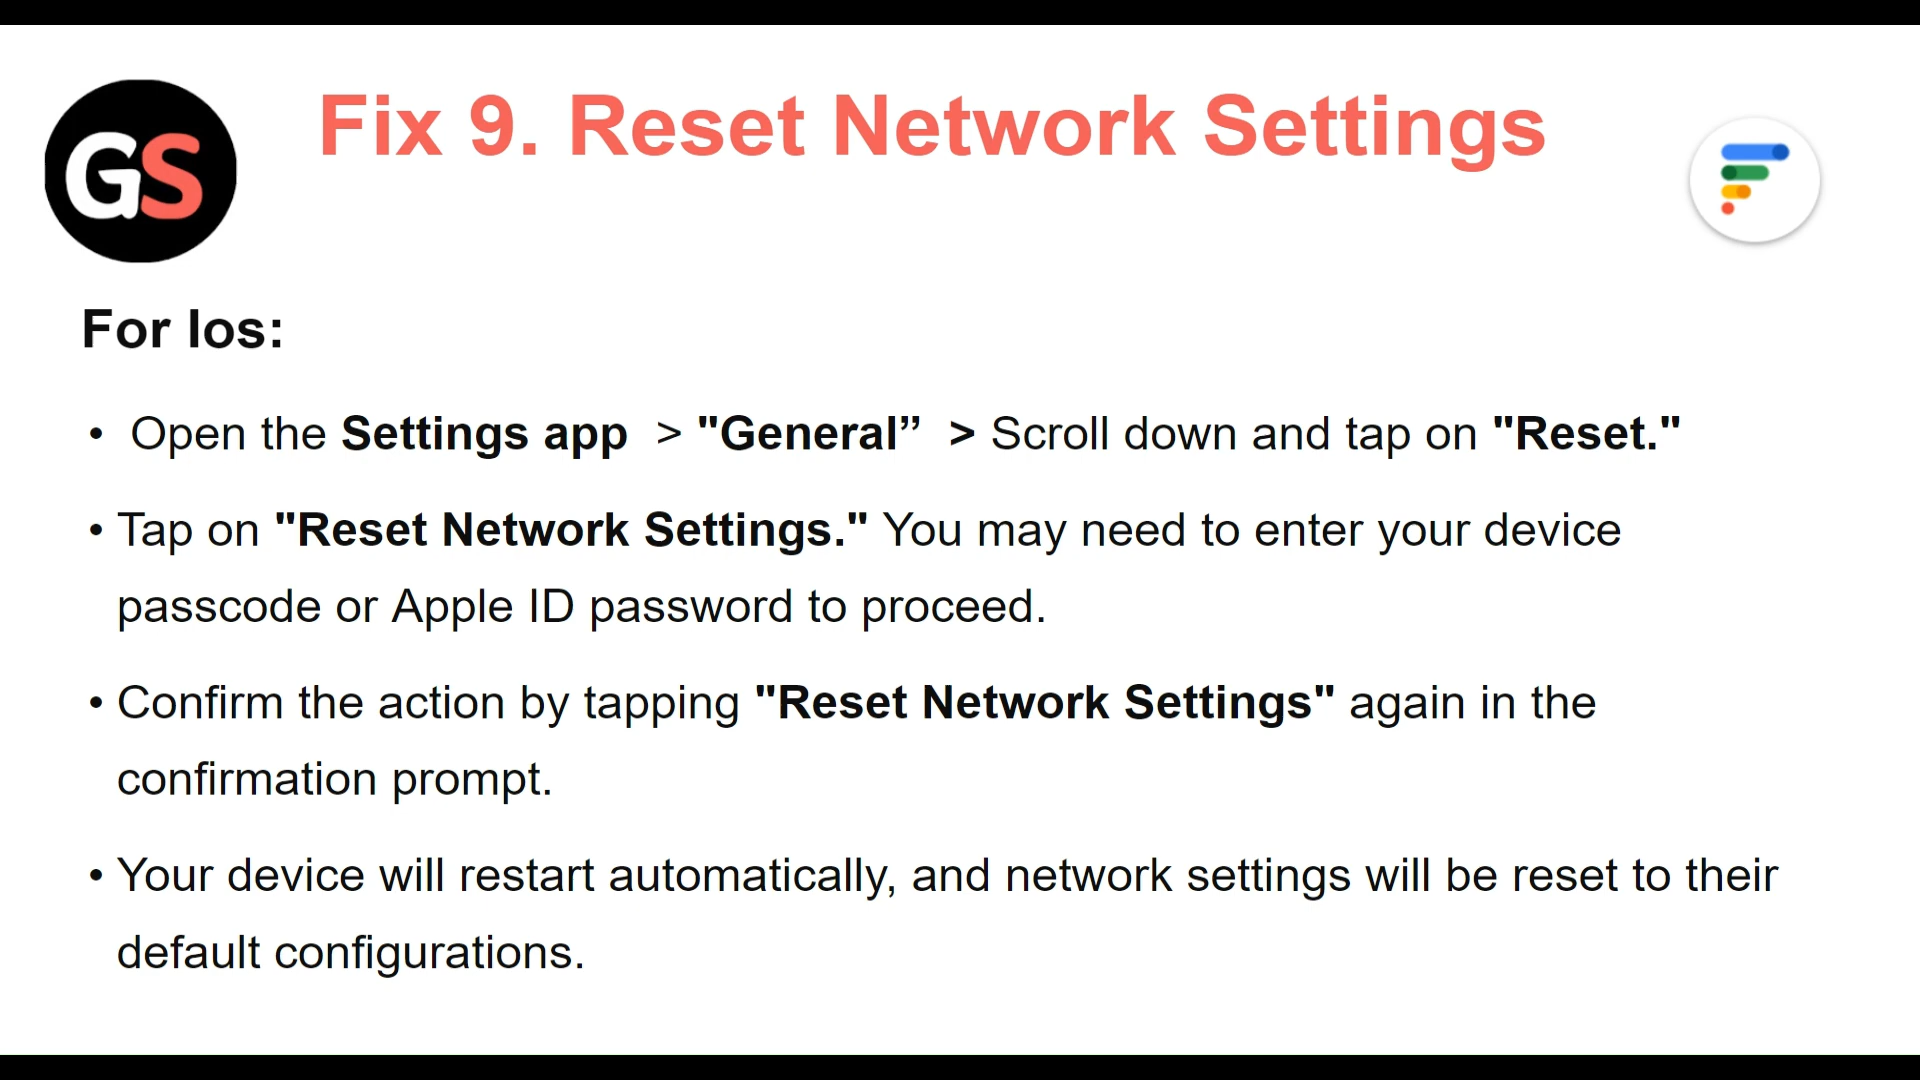 GS
Fix 9. Reset Network Settings
For Ios:
• Open the Settings app > "General” > Scroll down and tap on "Reset."
• Tap on "Reset Network Settings." You may need to enter your device
passcode or Apple ID password to proceed.
• Confirm the action by tapping "Reset Network Settings" again in the
confirmation prompt.
• Your device will restart automatically, and network settings will be reset to their
default configurations.